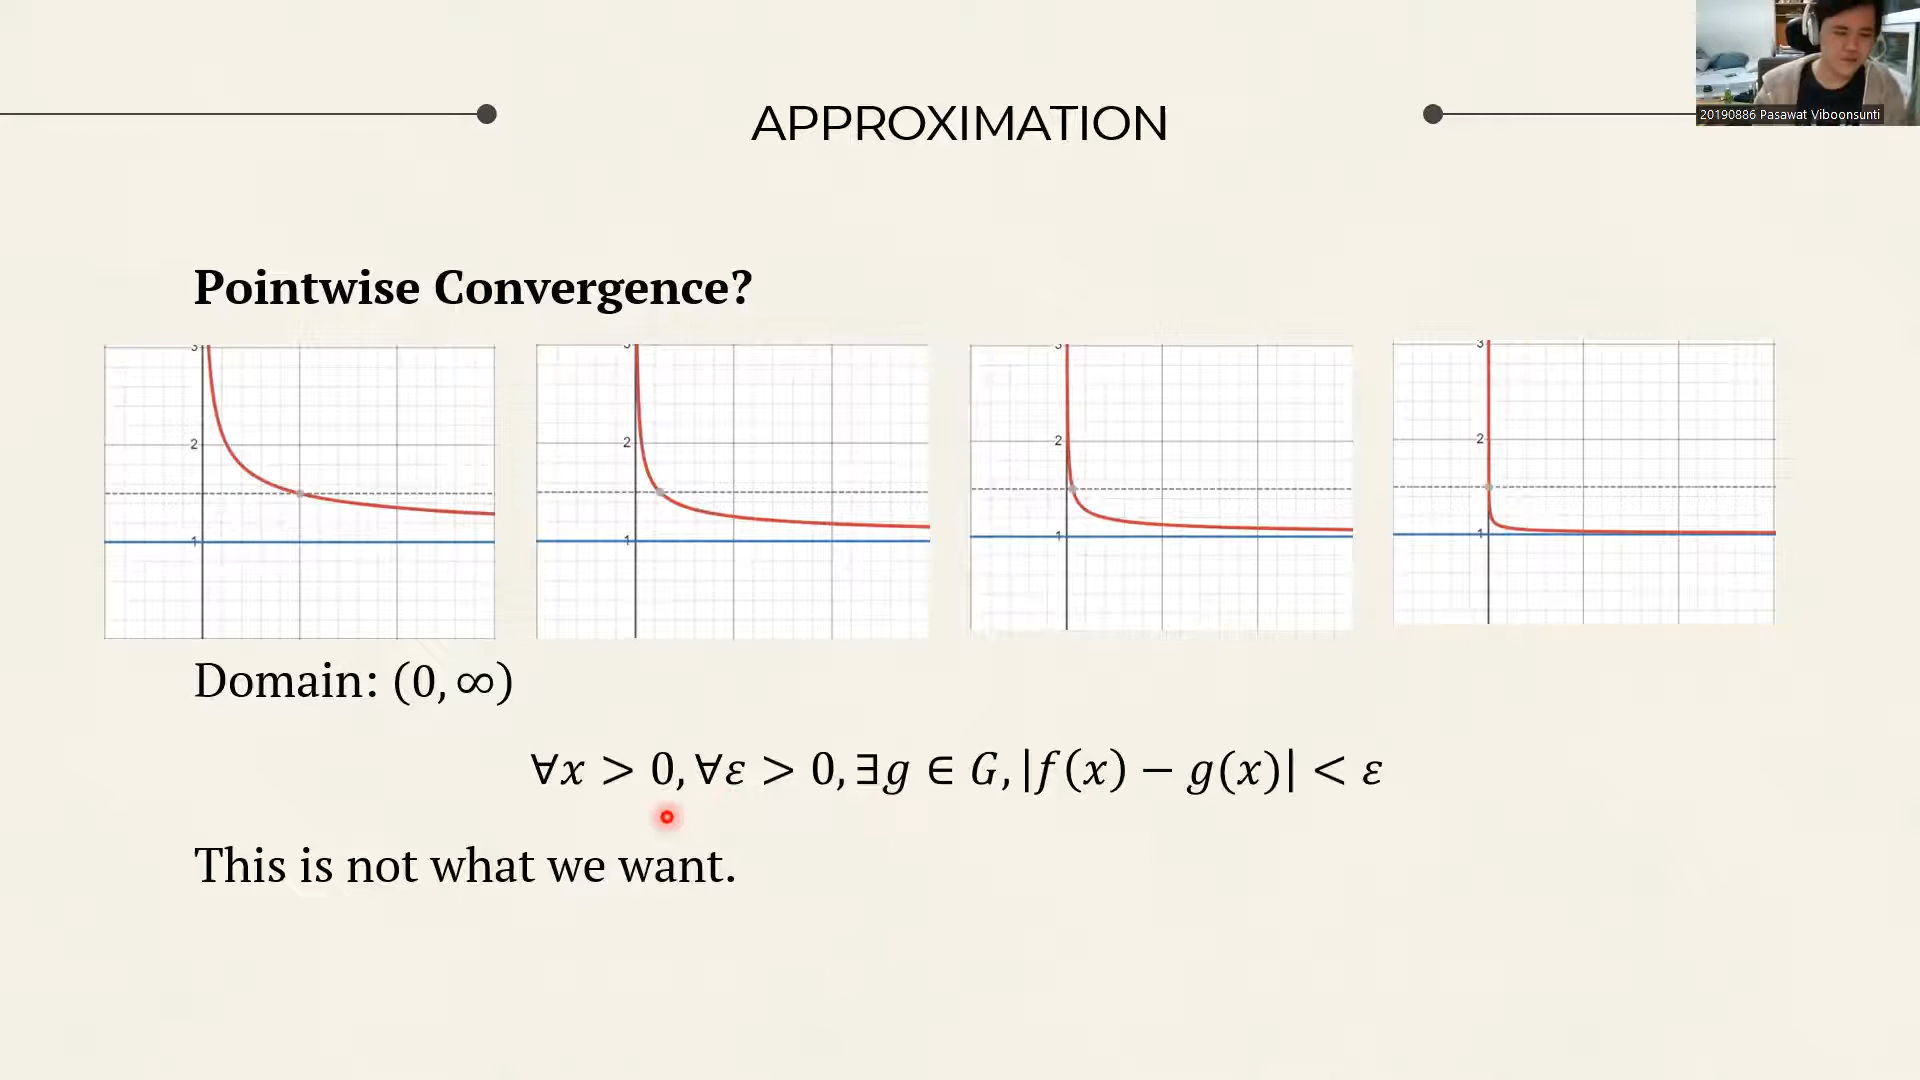 APPROXIMATION
20190886 Pasawat Viboonsunti
Pointwise Convergence?
3
2
1
3
2
1
3
2
1
3
2
1
Domain: (0, ∞)
∀x > 0, ∀ε > 0, ∃g ∈ G, |f(x) − g(x)| < ε
This is not what we want.